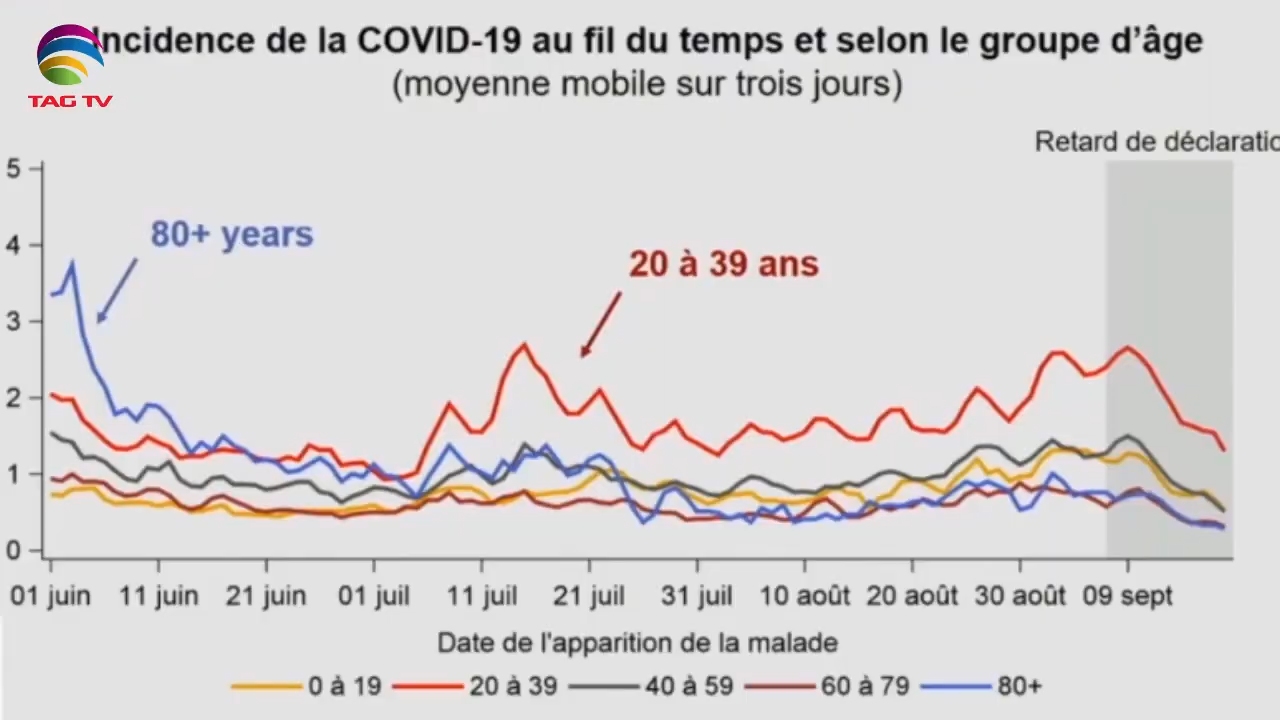 Incidence de la COVID-19 au fil du temps et selon le groupe d'âge
(moyenne mobile sur trois jours)
TAG TV
Retard de déclaratio
5
80+ years
4
20 à 39 ans
3
2
1
0
01 juin 11 juin 21 juin 01 juil 11 juil 21 juil 31 juil 10 août 20 août 30 août 09 sept
Date de l'apparition de la malade
0 à 19 20 à 39 40 à 59 60 à 79 80+